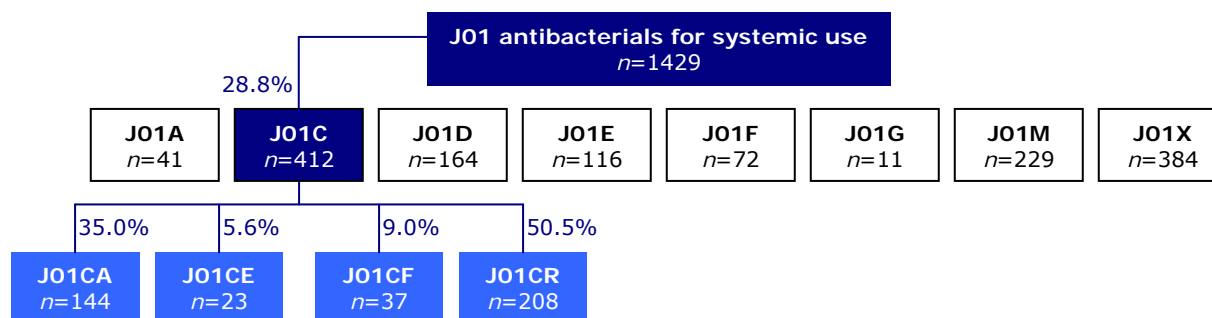 J01 antibacterials for systemic use
n=1429
28.8%
J01A
n=41
J01C
n=412
J01D
n=164
J01E
n=116
J01F
n=72
J01G
n=11
J01M
n=229
J01X
n=384
35.0%
5.6%
9.0%
50.5%
J01CA
n=144
J01CE
n=23
J01CF
n=37
J01CR
n=208